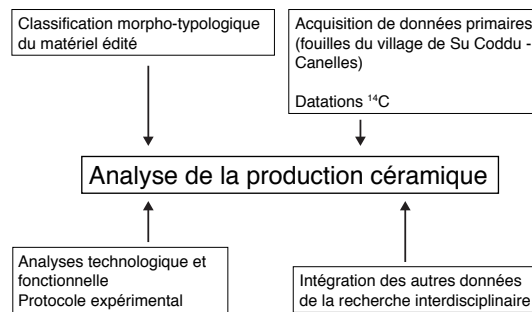 Classification morpho-typologique
du matériel édité
Acquisition de données primaires
(fouilles du village de Su Coddu -
Canelles)
Datations ¹⁴C
Analyse de la production céramique
Analyses technologique et
fonctionnelle
Protocole expérimental
Intégration des autres données
de la recherche interdisciplinaire